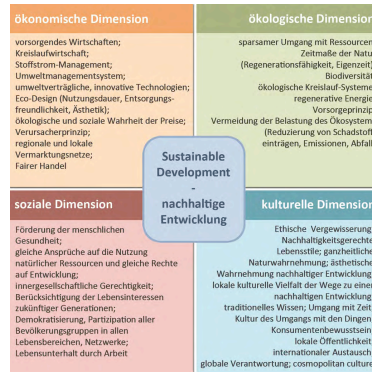 ökonomische Dimension
vorsorgendes Wirtschaften;
Kreislaufwirtschaft;
Stoffstrom-Management;
Umweltmanagementsystem;
umweltverträgliche, innovative Technologien;
Eco-Design (Nutzungsdauer, Entsorgungs-
freundlichkeit, Ästhetik);
ökologische und soziale Wahrheit der Preise;
Verursacherprinzip;
regionale und lokale
Vermarktungsnetze;
Fairer Handel
ökologische Dimension
sparsamer Umgang mit Ressourcen
Zeitmaße der Natu
(Regenerationsfähigkeit, Eigenzeit)
Biodiversitä
ökologische Kreislauf-Systeme
regenerative Energie
Vorsorgeprinzip
Vermeidung der Belastung des Ökosystem
(Reduzierung von Schadstoff
einträgen, Emissionen, Abfall
Sustainable
Development
-
nachhaltige
Entwicklung
soziale Dimension
Förderung der menschlichen
Gesundheit;
gleiche Ansprüche auf die Nutzung
natürlicher Ressourcen und gleiche Rechte
auf Entwicklung;
innergesellschaftliche Gerechtigkeit;
Berücksichtigung der Lebensinteressen
zukünftiger Generationen;
Demokratisierung, Partizipation aller
Bevölkerungsgruppen in allen
Lebensbereichen, Netzwerke;
Lebensunterhalt durch Arbeit
kulturelle Dimension
Ethische Vergewisserung
Nachhaltigkeitsgerechte
Lebensstile; ganzheitliche
Naturwahrnehmung; ästhetische
Wahrnehmung nachhaltiger Entwicklung
lokale kulturelle Vielfalt der Wege zu einer
nachhaltigen Entwicklung
traditionelles Wissen; Umgang mit Zeit
Kultur des Umgangs mit den Dingen
Konsumentenbewusstsein
lokale Öffentlichkeit
internationaler Austausch
globale Verantwortung; cosmopolitan culture